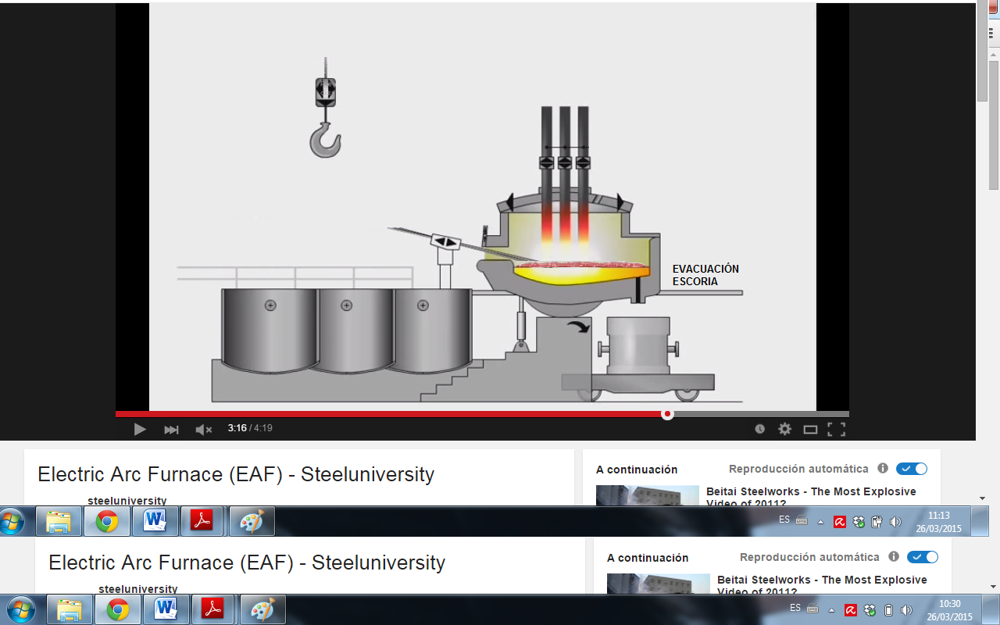 EVACUACIÓN
ESCORIA
3:16 / 4:19
Electric Arc Furnace (EAF) - Steeluniversity
steeluniversity
A continuación
Reproducción automática
Beitai Steelworks - The Most Explosive
Video of 2011?
ES
11:13
26/03/2015
Electric Arc Furnace (EAF) - Steeluniversity
steeluniversity
A continuación
Reproducción automática
Beitai Steelworks - The Most Explosive
Video of 2011?
ES
10:30
26/03/2015